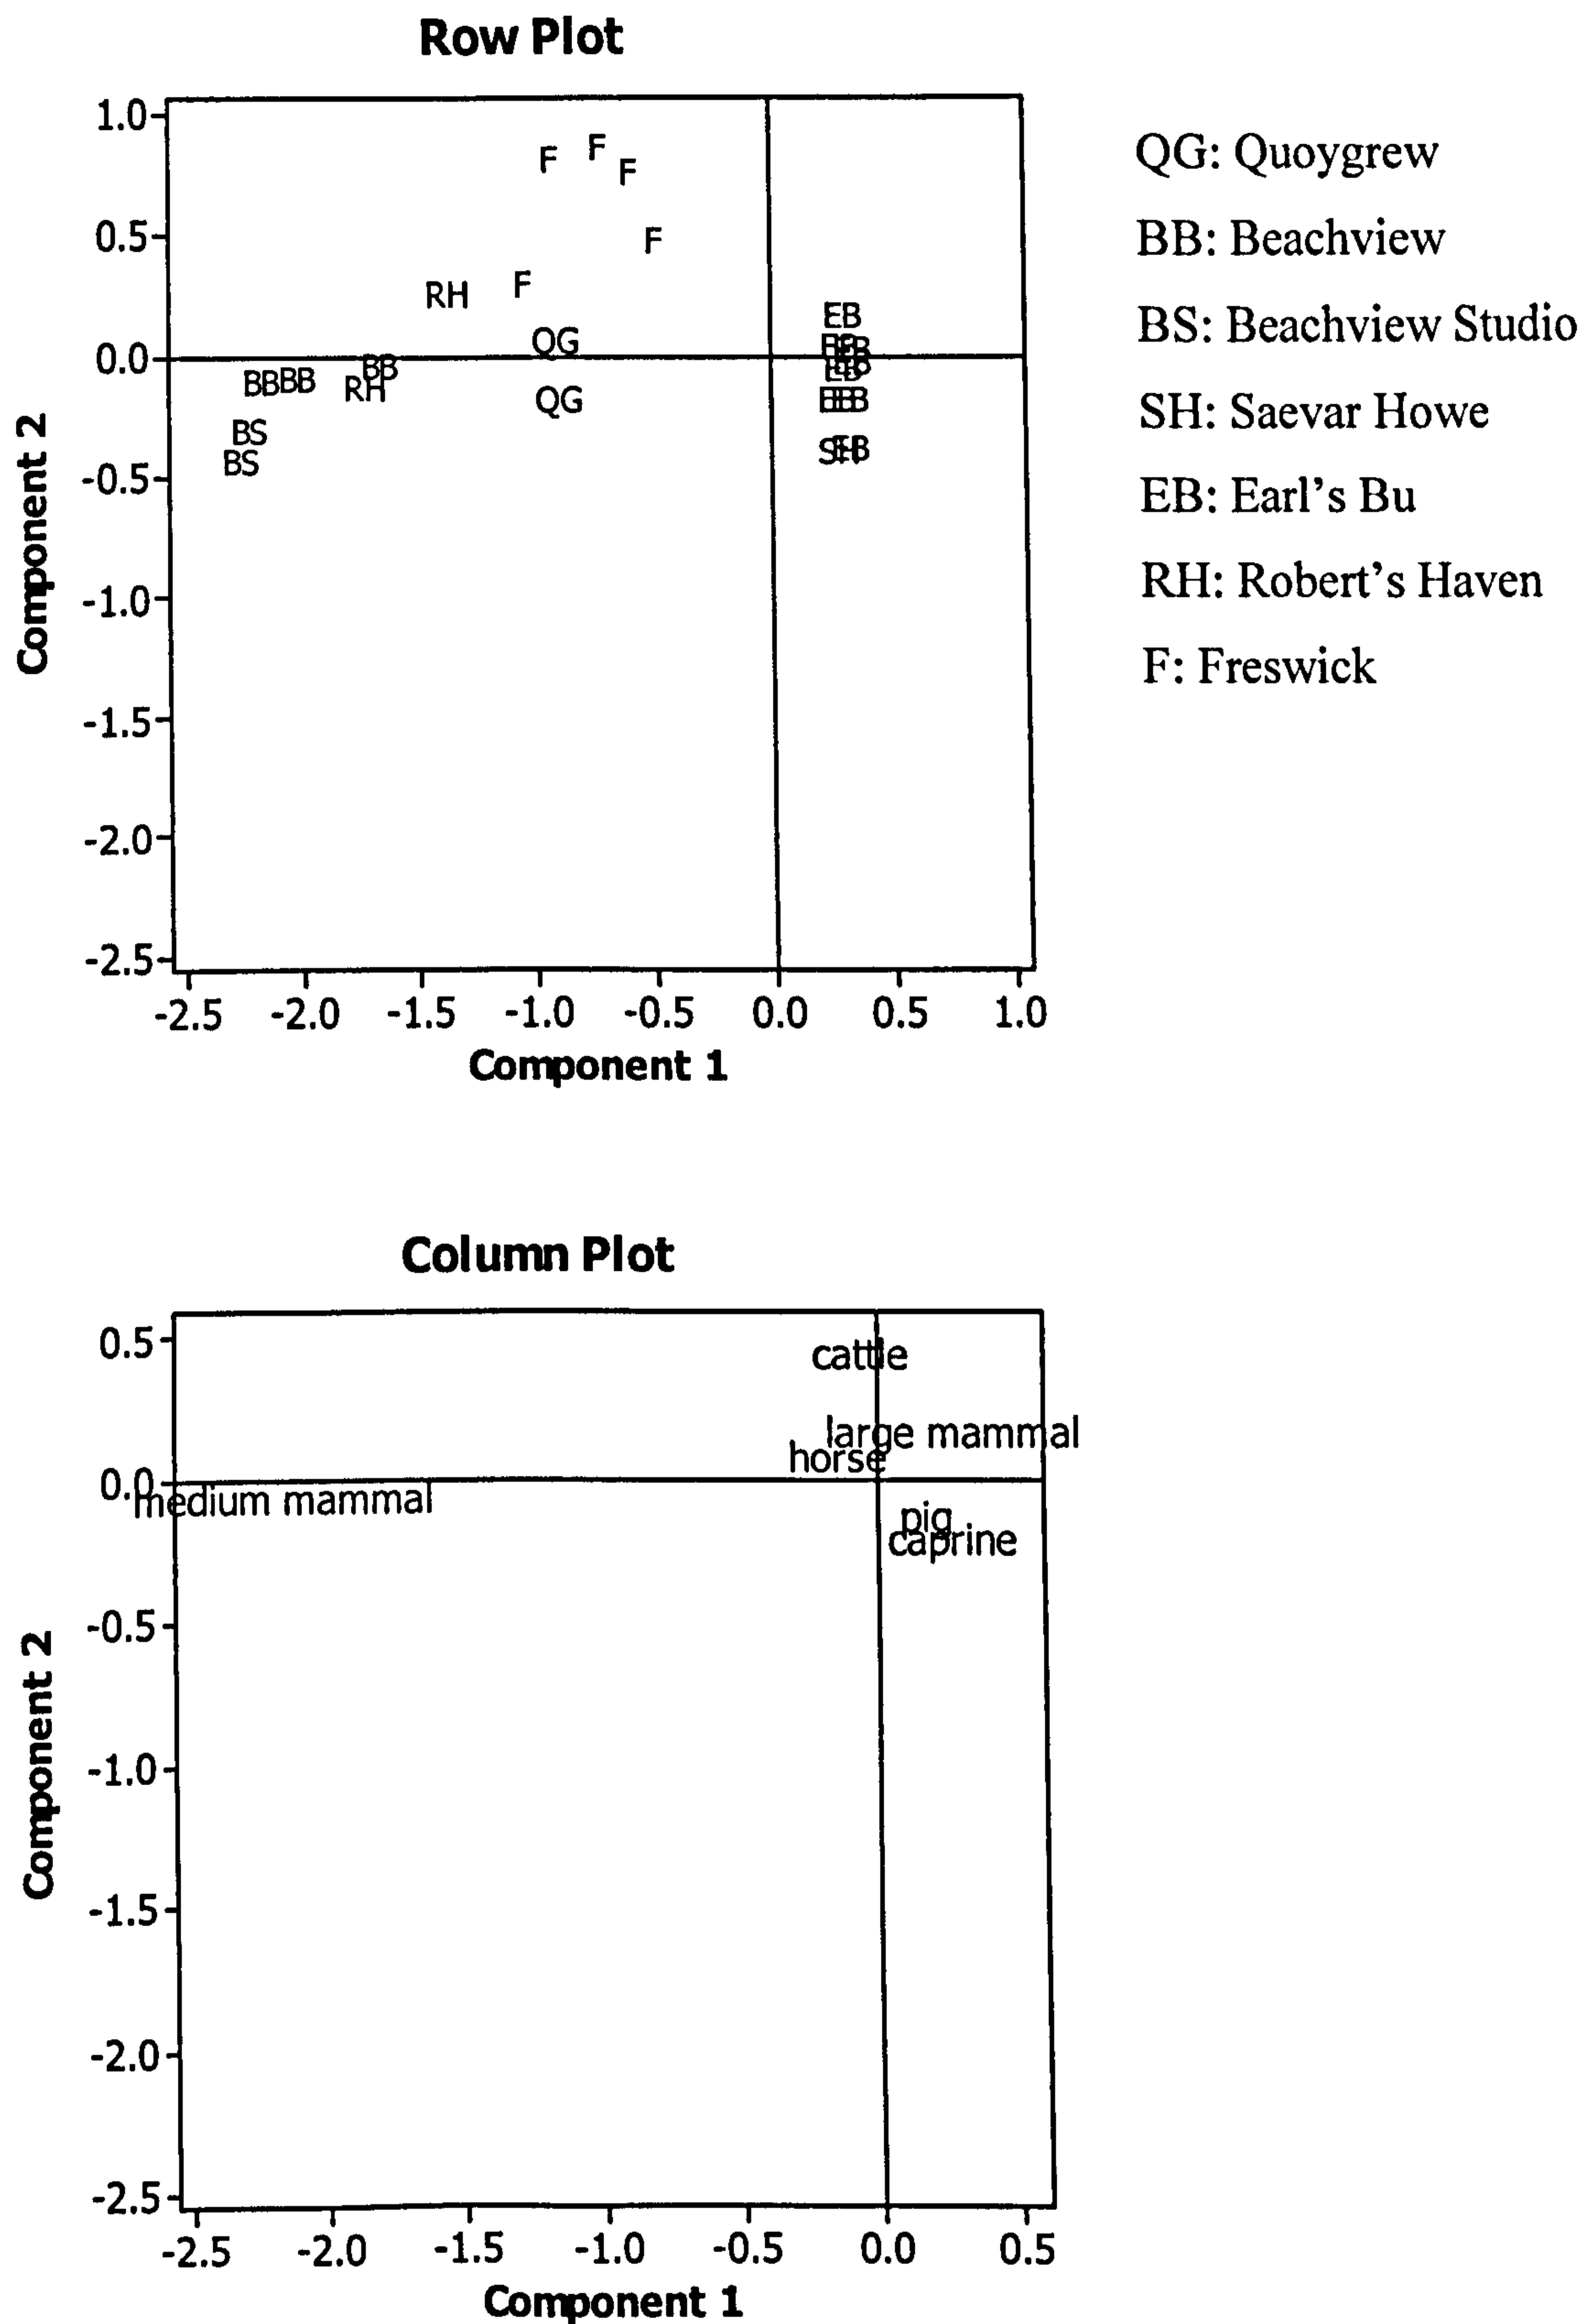 Row Plot
1.0
0.5
0.0
-0.5
-1.0
-1.5
-2.0
-2.5
Component 2
F F F
F
F
RH
QG
BB
BB BB
RH
QG
BS
BS
EB
EB
EB
-2.5 -2.0 -1.5 -1.0 -0.5 0.0 0.5 1.0
Component 1
QG: Quoygrew
BB: Beachview
BS: Beachview Studio
SH: Saevar Howe
EB: Earl's Bu
RH: Robert's Haven
F: Freswick
Column Plot
0.5
0.0
-0.5
-1.0
-1.5
-2.0
-2.5
Component 2
cattle
large mammal
horse
medium mammal
pig
caprine
-2.5 -2.0 -1.5 -1.0 -0.5 0.0 0.5
Component 1